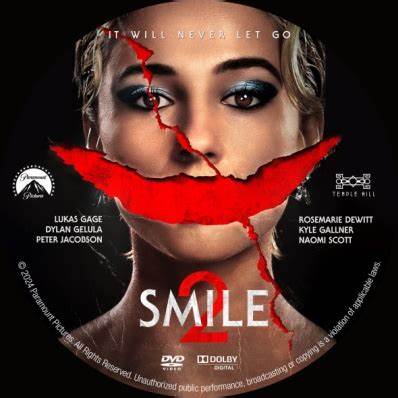 IT WILL NEVER LET GO
Paramount
Pictures
TEMPLE HILL
LUKAS GAGE
DYLAN GELULA
PETER JACOBSON
ROSEMARIE DEWITT
KYLE GALLNER
NAOMI SCOTT
SMILE
2
DVD
VIDEO
DOLBY
DIGITAL
© 2024 Paramount Pictures. All Rights Reserved. Unauthorized public performance, broadcasting or copying is a violation of applicable laws.